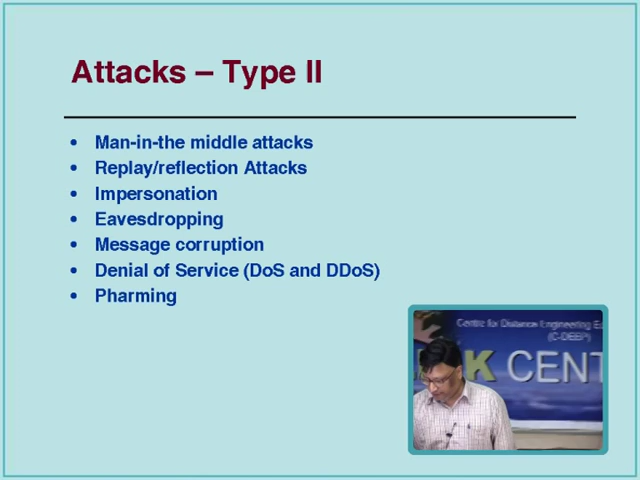 Attacks – Type II
• Man-in-the middle attacks
• Replay/reflection Attacks
• Impersonation
• Eavesdropping
• Message corruption
• Denial of Service (DoS and DDoS)
• Pharming
Centre for Distance Engineering
(C-DEEP)
K CENT